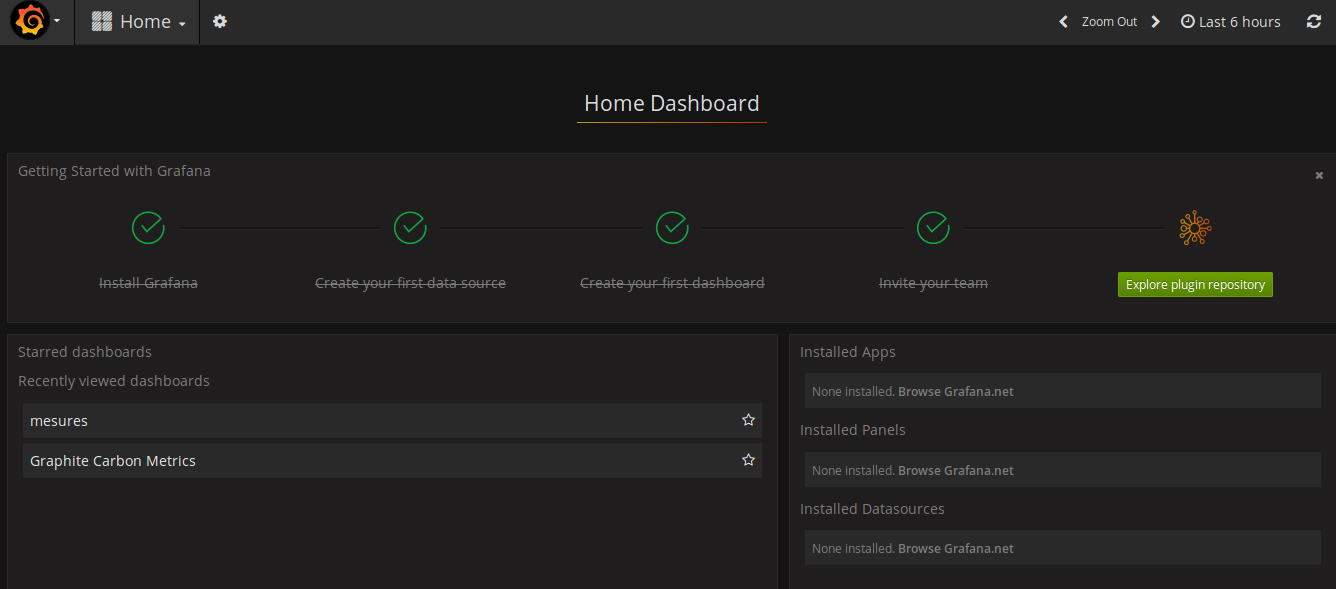 Home Zoom Out Last 6 hours
Home Dashboard
Getting Started with Grafana
Install Grafana Create your first data source Create your first dashboard Invite your team Explore plugin repository
Starred dashboards
Recently viewed dashboards
mesures
Graphite Carbon Metrics
Installed Apps
None installed. Browse Grafana.net
Installed Panels
None installed. Browse Grafana.net
Installed Datasources
None installed. Browse Grafana.net